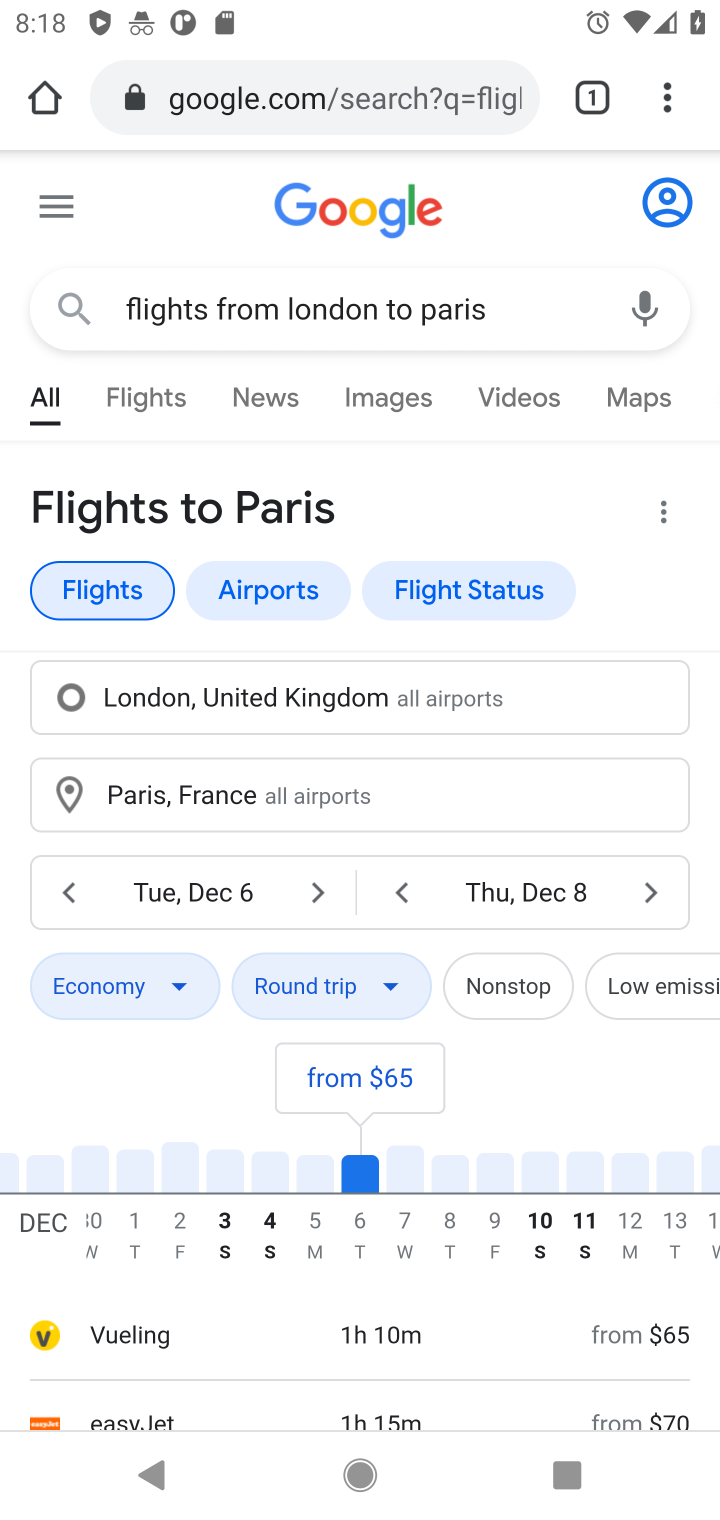 8:18
google.com/search?q=fligl
1
Google
flights from london to paris
All Flights News Images Videos Maps
Flights to Paris
Flights Airports Flight Status
London, United Kingdom all airports
Paris, France all airports
Tue, Dec 6 Thu, Dec 8
Economy Round trip Nonstop Low emissi
from $65
DEC 30 1 2 3 4 5 6 7 8 9 10 11 12 13 1
W T F S S M T W T F S S M T W
Vueling 1h 10m from $65
easyJet easyJet 1h 15m from $70